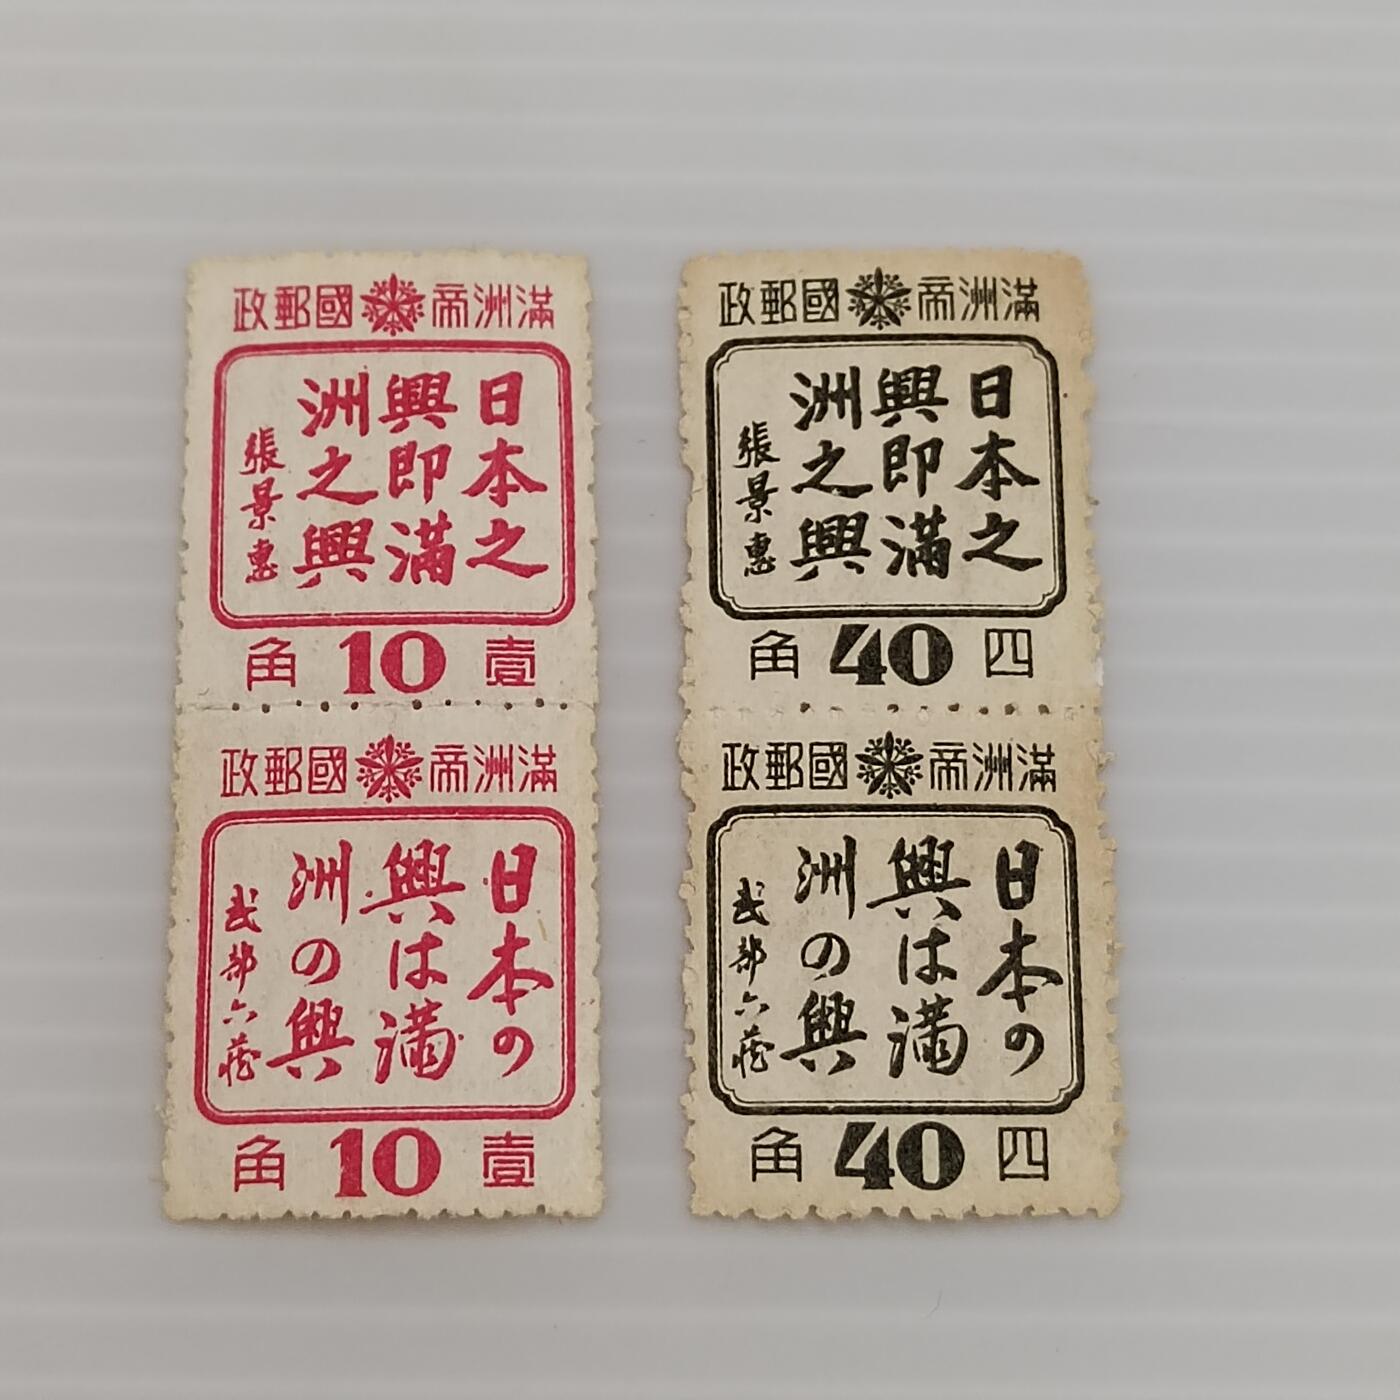 滿洲帝國郵政
日本之
興即滿
洲之興
張景惠
壹 10 角
滿洲帝國郵政
日本の
興は滿
洲の興
武部六藏
壹 10 角
滿洲帝國郵政
日本之
興即滿
洲之興
張景惠
四 40 角
滿洲帝國郵政
日本の
興は滿
洲の興
武部六藏
四 40 角